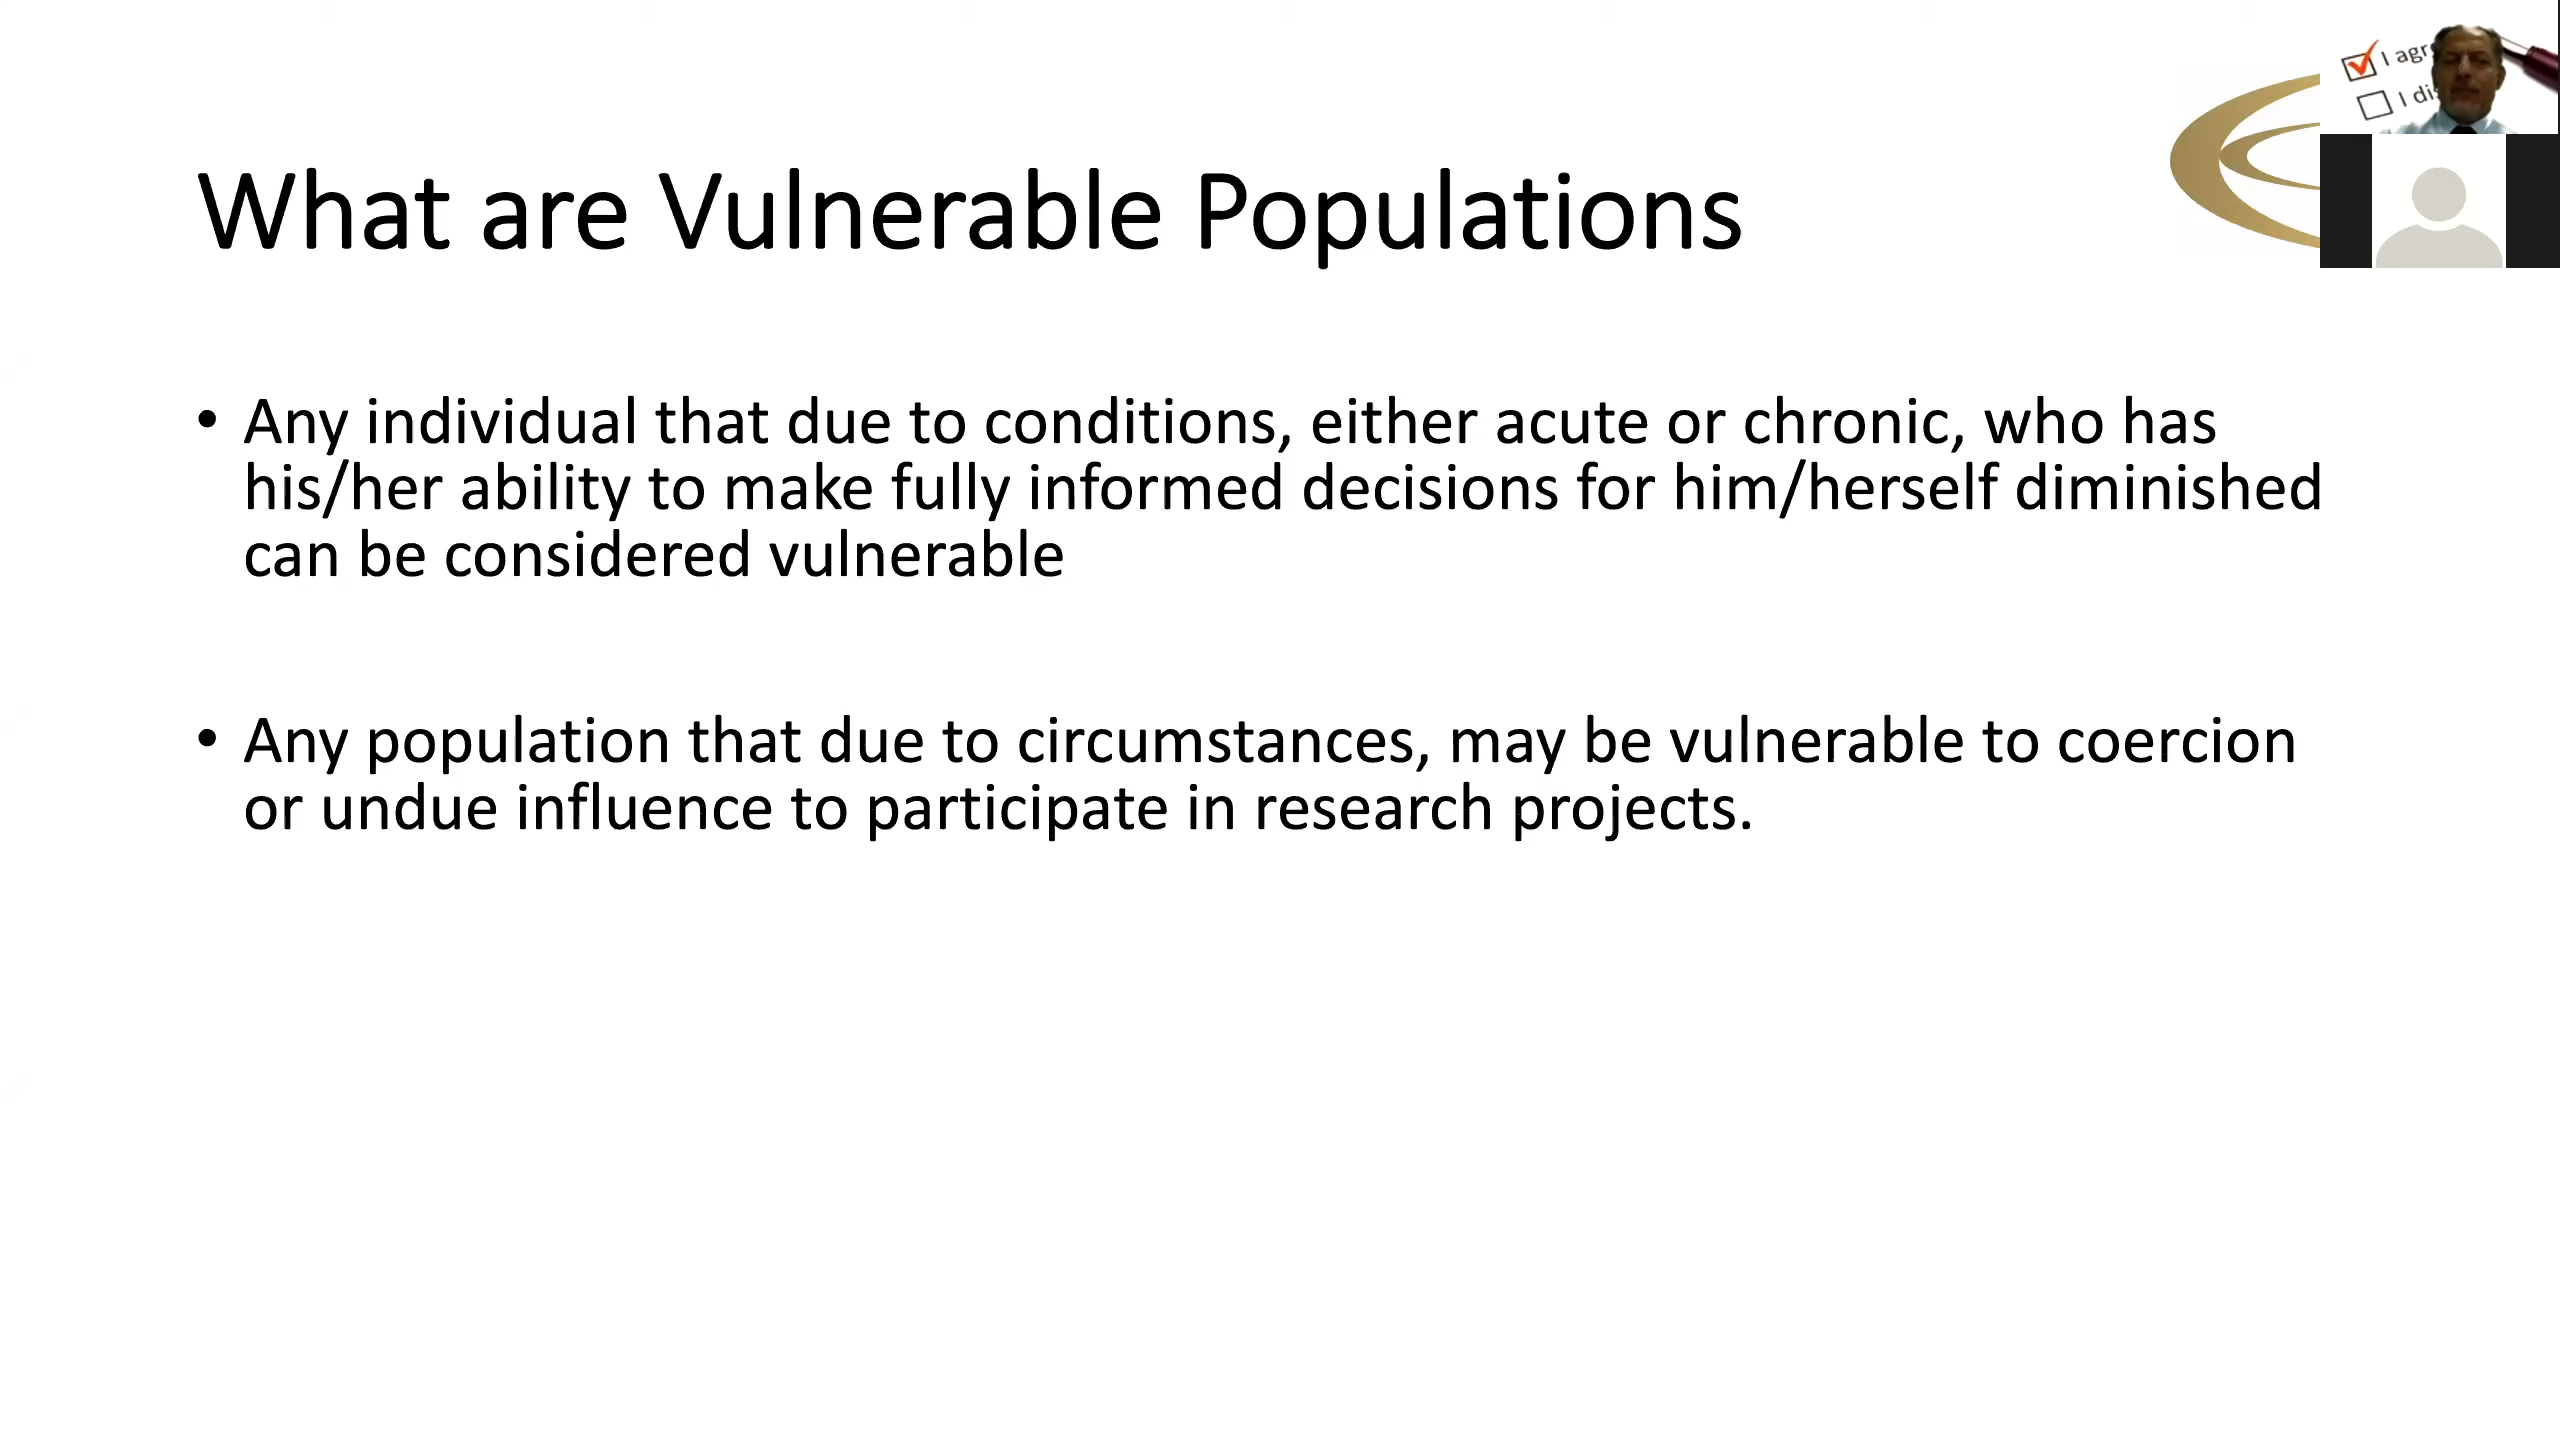 What are Vulnerable Populations
• Any individual that due to conditions, either acute or chronic, who has
his/her ability to make fully informed decisions for him/herself diminished
can be considered vulnerable
• Any population that due to circumstances, may be vulnerable to coercion
or undue influence to participate in research projects.
I agr
I di